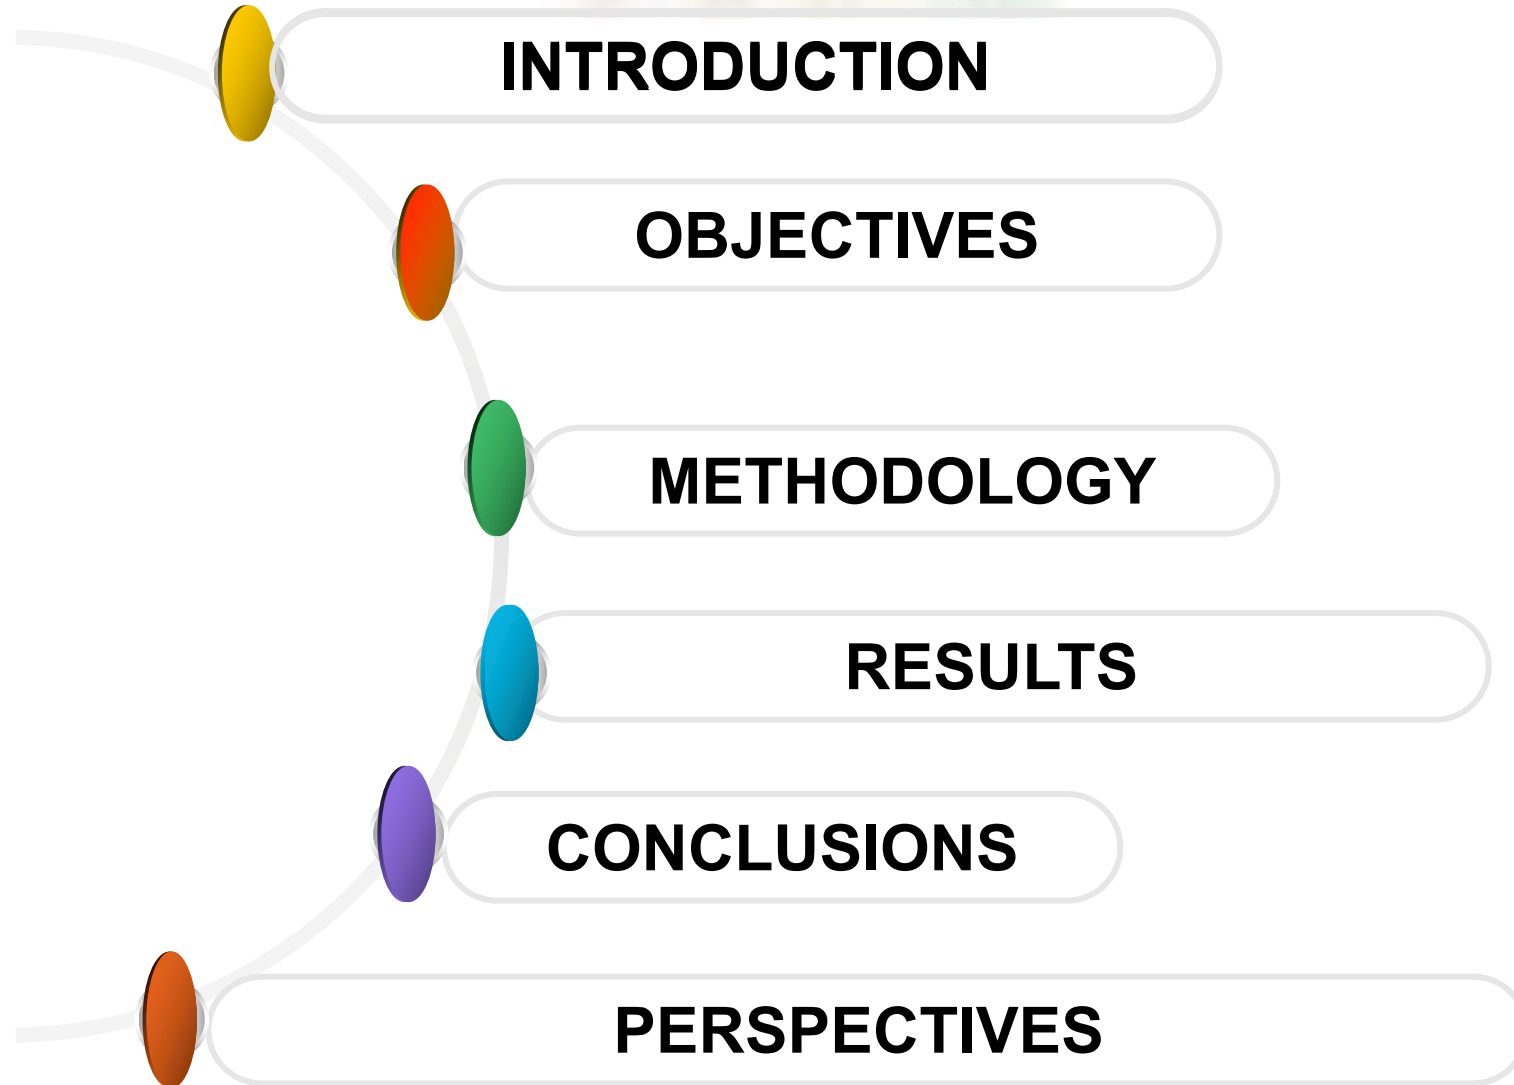 INTRODUCTION
OBJECTIVES
METHODOLOGY
RESULTS
CONCLUSIONS
PERSPECTIVES